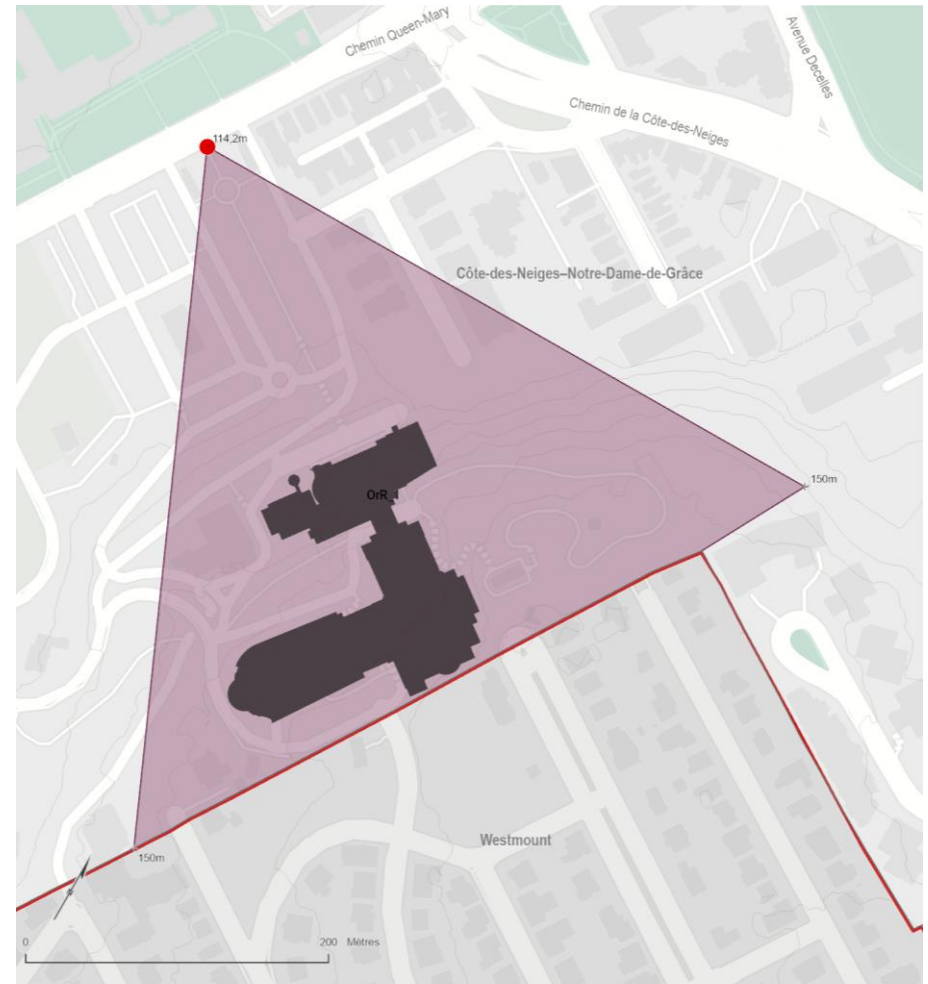 Chemin Queen-Mary
Avenue Decelles
Chemin de la Côte-des-Neiges
114,2m
Côte-des-Neiges–Notre-Dame-de-Grâce
150m
OrR_1
Westmount
150m
0 200 Mètres